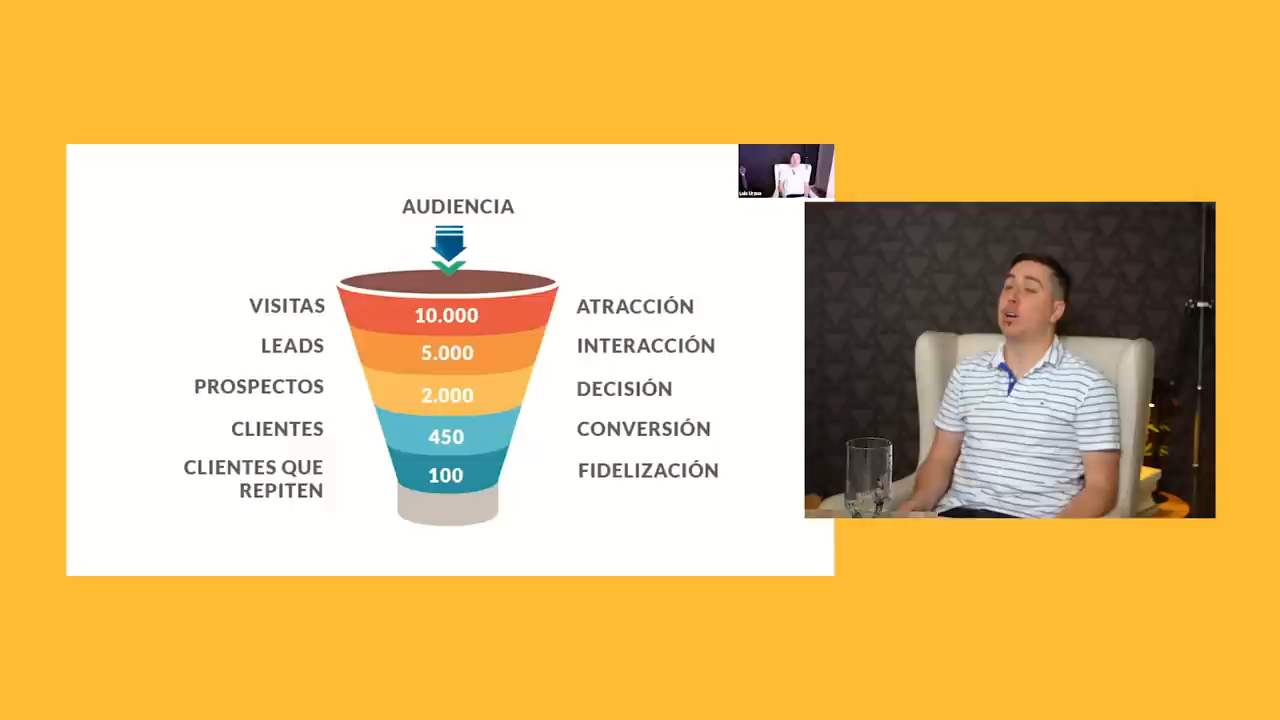 AUDIENCIA
VISITAS
10.000
ATRACCIÓN
LEADS
5.000
INTERACCIÓN
PROSPECTOS
2.000
DECISIÓN
CLIENTES
450
CONVERSIÓN
CLIENTES QUE
REPITEN
100
FIDELIZACIÓN